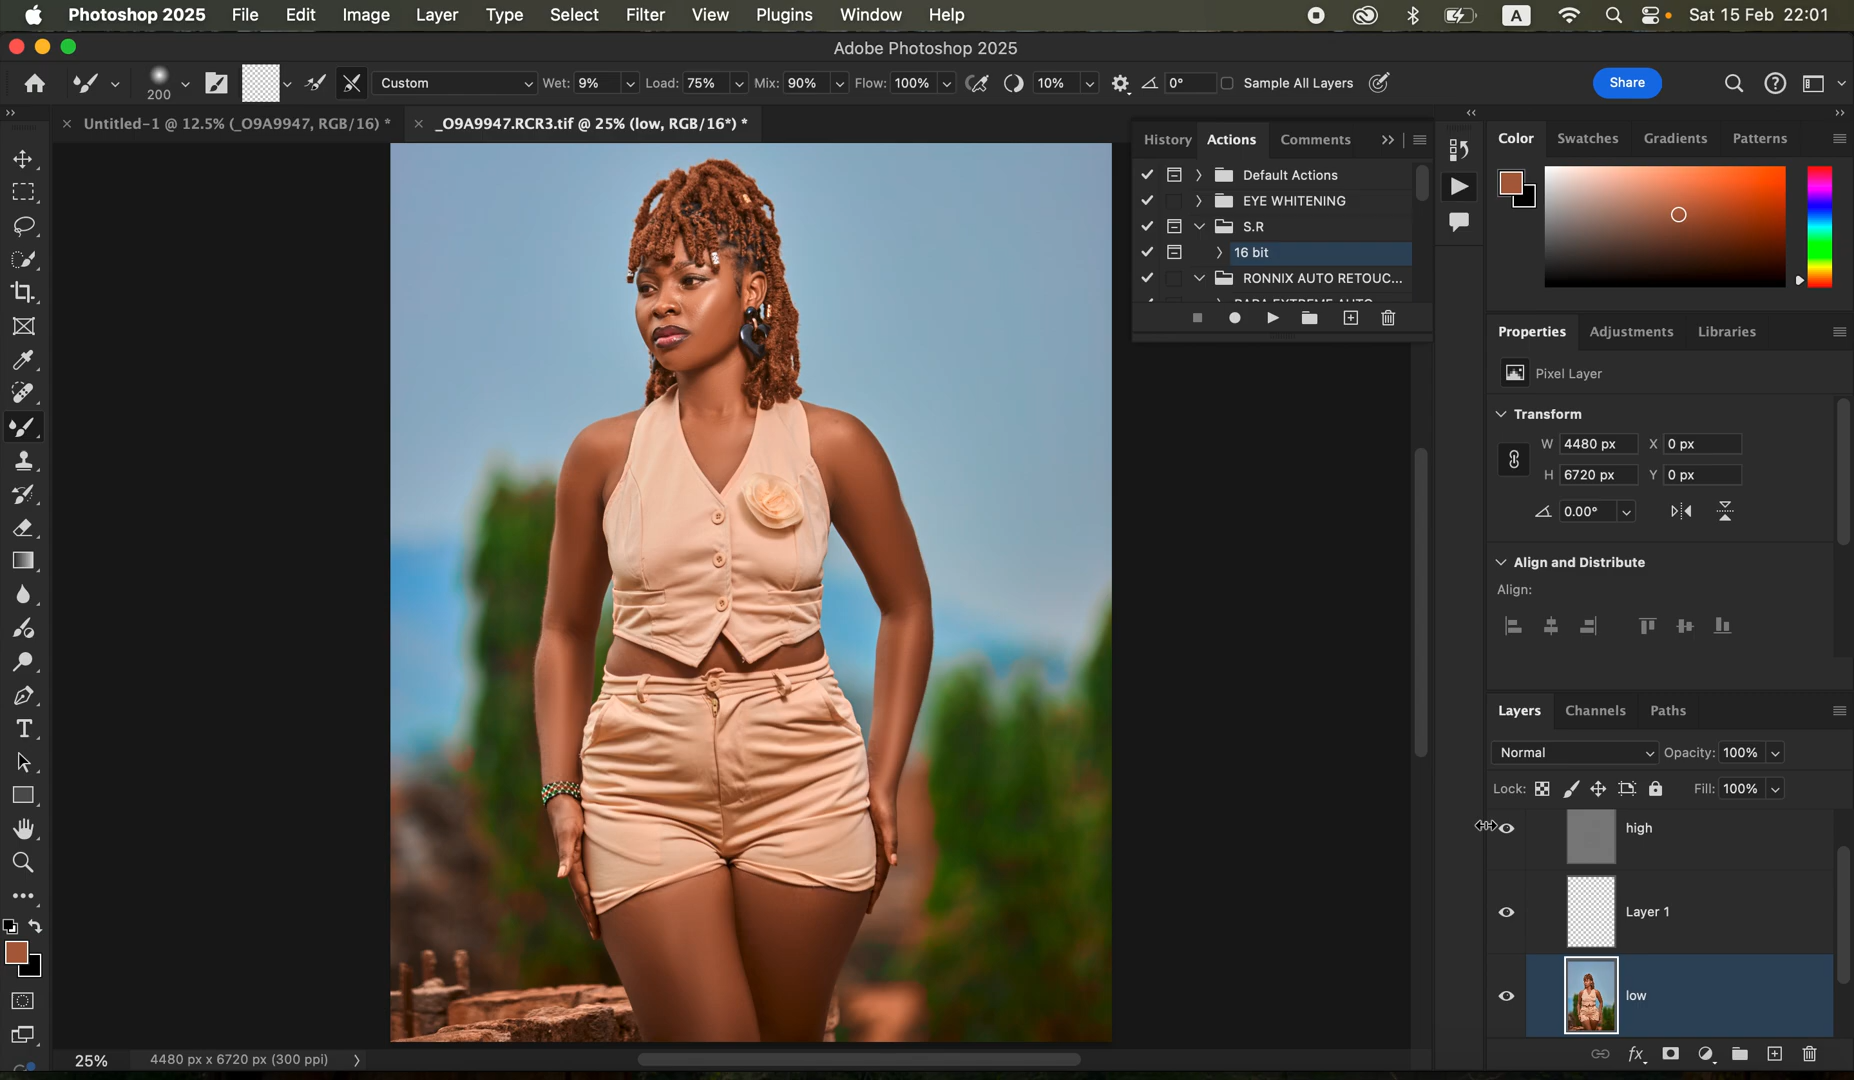 Photoshop 2025 File Edit Image Layer Type Select Filter View Plugins Window Help A Sat 15 Feb 22:01
Adobe Photoshop 2025
200 Custom Wet: 9% Load: 75% Mix: 90% Flow: 100% 10% 0° Sample All Layers Share
Untitled-1 @ 12.5% (_O9A9947, RGB/16) * _O9A9947.RCR3.tif @ 25% (low, RGB/16*) *
History Actions Comments
Default Actions
EYE WHITENING
S.R
16 bit
RONNIX AUTO RETOUC...
Color Swatches Gradients Patterns
Properties Adjustments Libraries
Pixel Layer
Transform
W 4480 px X 0 px
H 6720 px Y 0 px
0.00°
Align and Distribute
Align:
Layers Channels Paths
Normal Opacity: 100%
Lock: Fill: 100%
high
Layer 1
low
25% 4480 px x 6720 px (300 ppi)